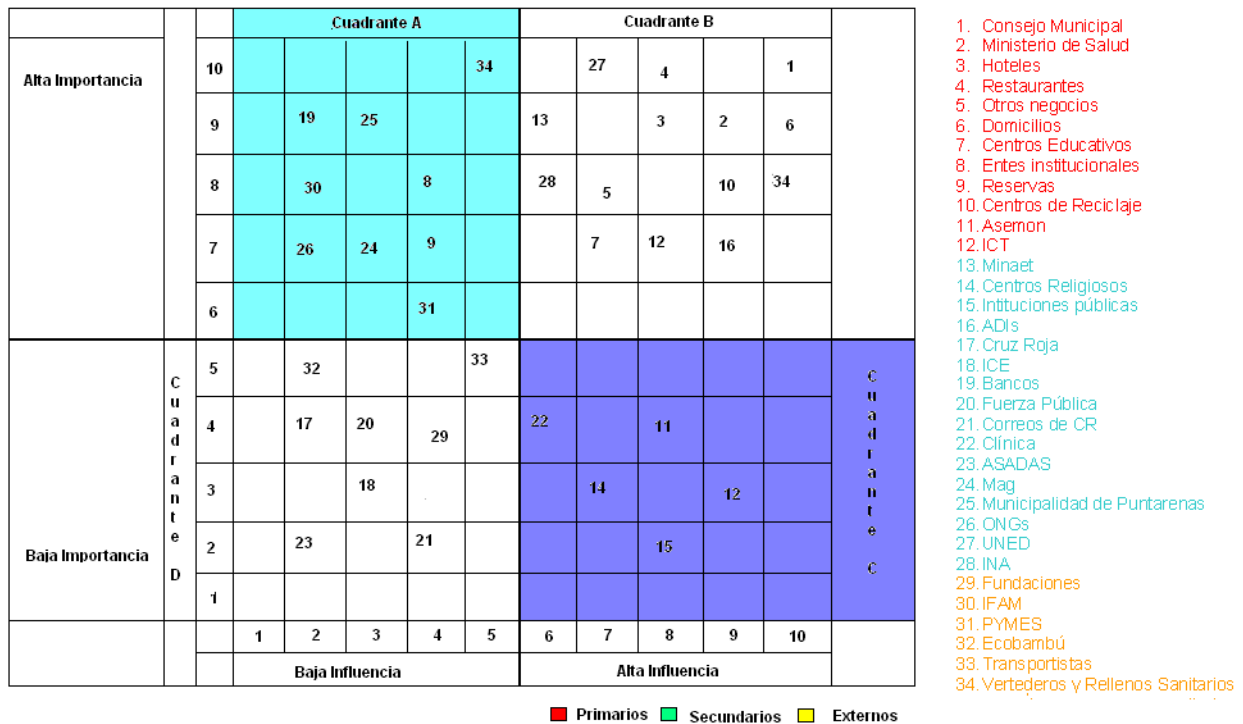 Cuadrante A Cuadrante B
Alta Importancia 10 34 27 4 1
9 19 25 13 3 2 6
8 30 8 28 5 10 34
7 26 24 9 7 12 16
6 31
Cuadrante D
5 32 33
4 17 20 29 22 11
3 18 14 12
Baja Importancia 2 23 21 15
1
Cuadrante C
1 2 3 4 5 6 7 8 9 10
Baja Influencia Alta Influencia
Primarios Secundarios Externos
1. Consejo Municipal
2. Ministerio de Salud
3. Hoteles
4. Restaurantes
5. Otros negocios
6. Domicilios
7. Centros Educativos
8. Entes institucionales
9. Reservas
10. Centros de Reciclaje
11. Asemon
12. ICT
13. Minaet
14. Centros Religiosos
15. Intituciones públicas
16. ADIs
17. Cruz Roja
18. ICE
19. Bancos
20. Fuerza Pública
21. Correos de CR
22. Clínica
23. ASADAS
24. Mag
25. Municipalidad de Puntarenas
26. ONGs
27. UNED
28. INA
29. Fundaciones
30. IFAM
31. PYMES
32. Ecobambú
33. Transportistas
34. Vertederos y Rellenos Sanitarios